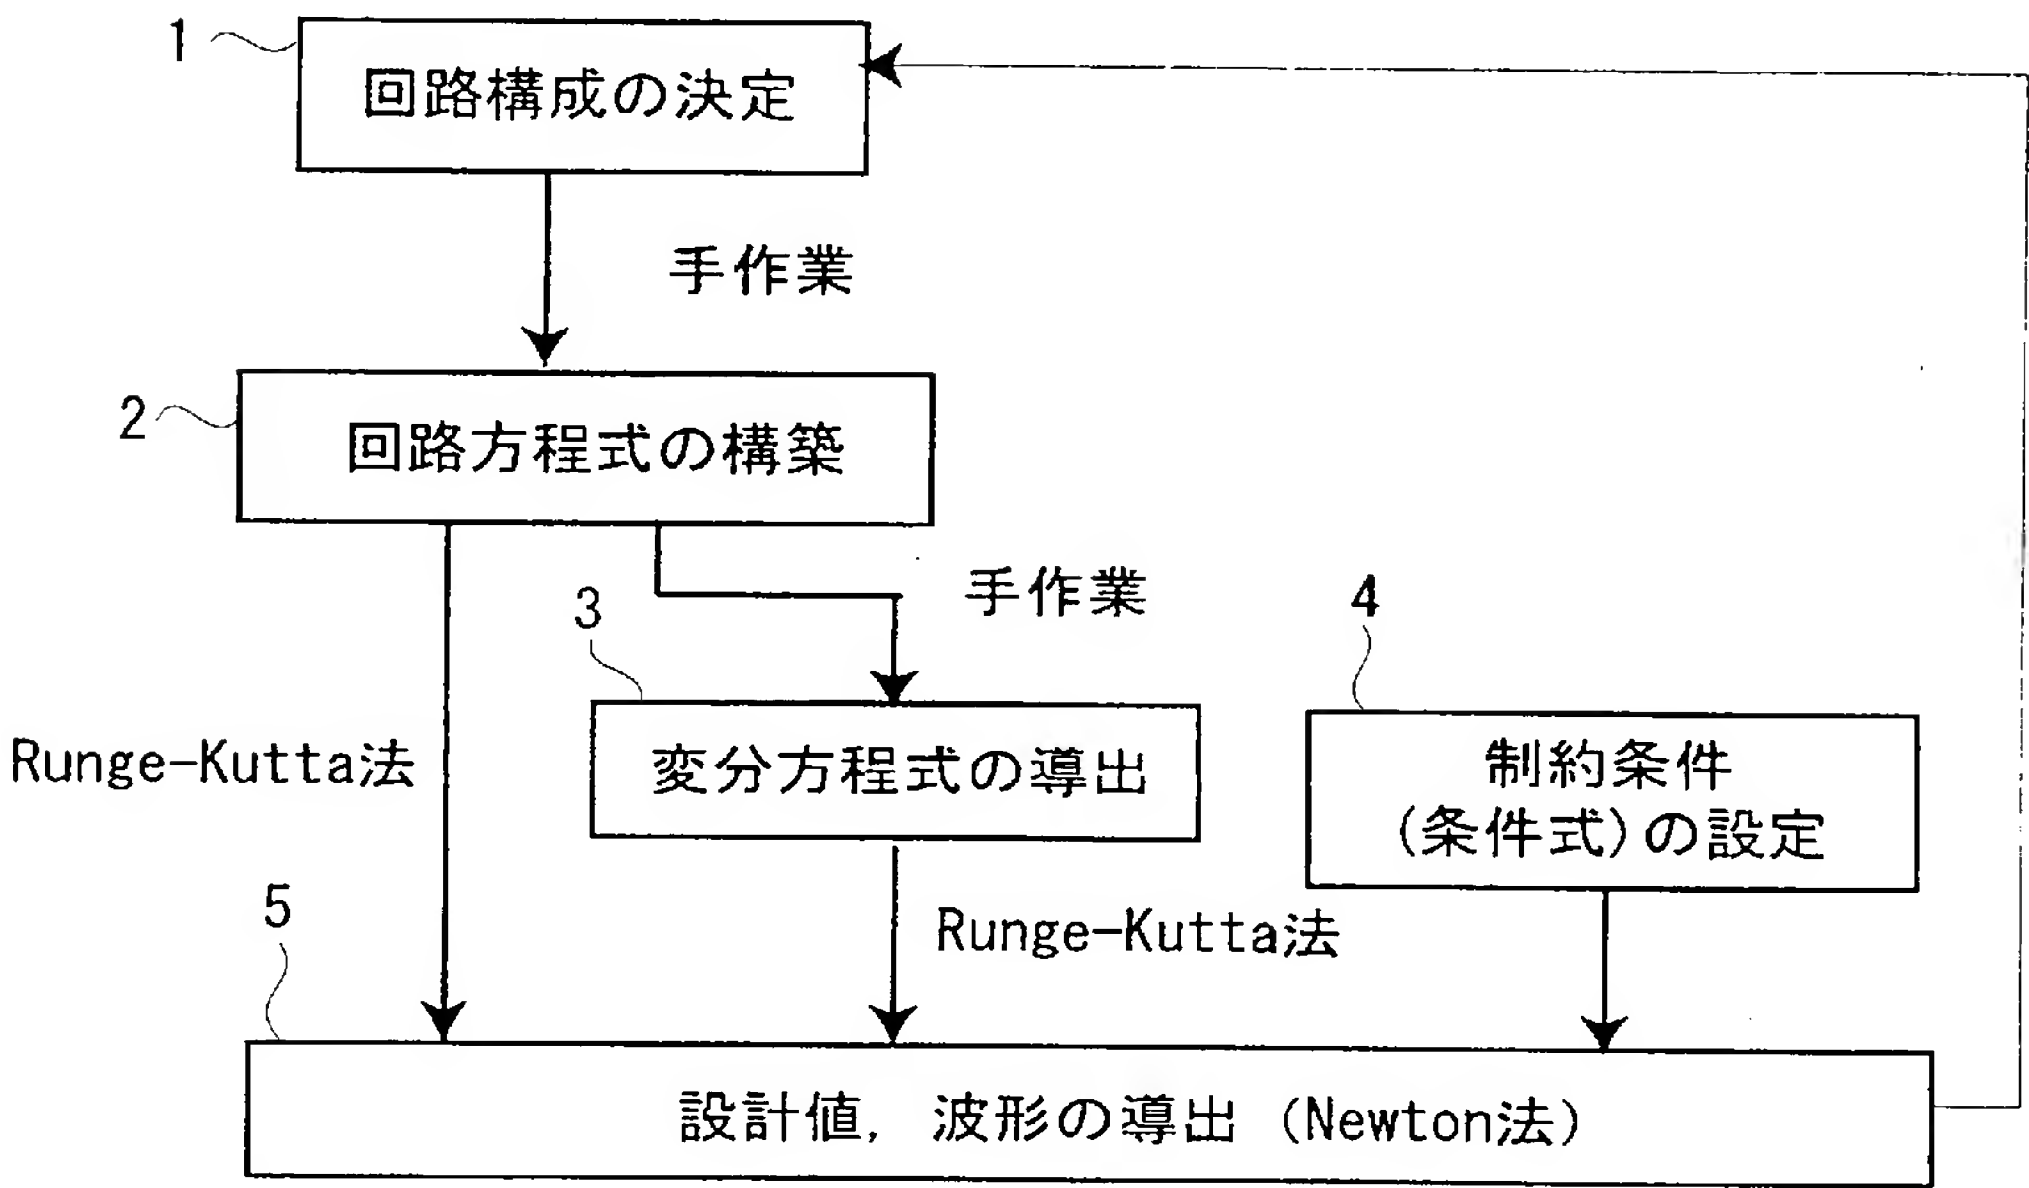 1
回路構成の決定
手作業
2
回路方程式の構築
手作業
3
4
Runge-Kutta法
変分方程式の導出
制約条件
(条件式)の設定
5
Runge-Kutta法
設計値, 波形の導出 (Newton法)